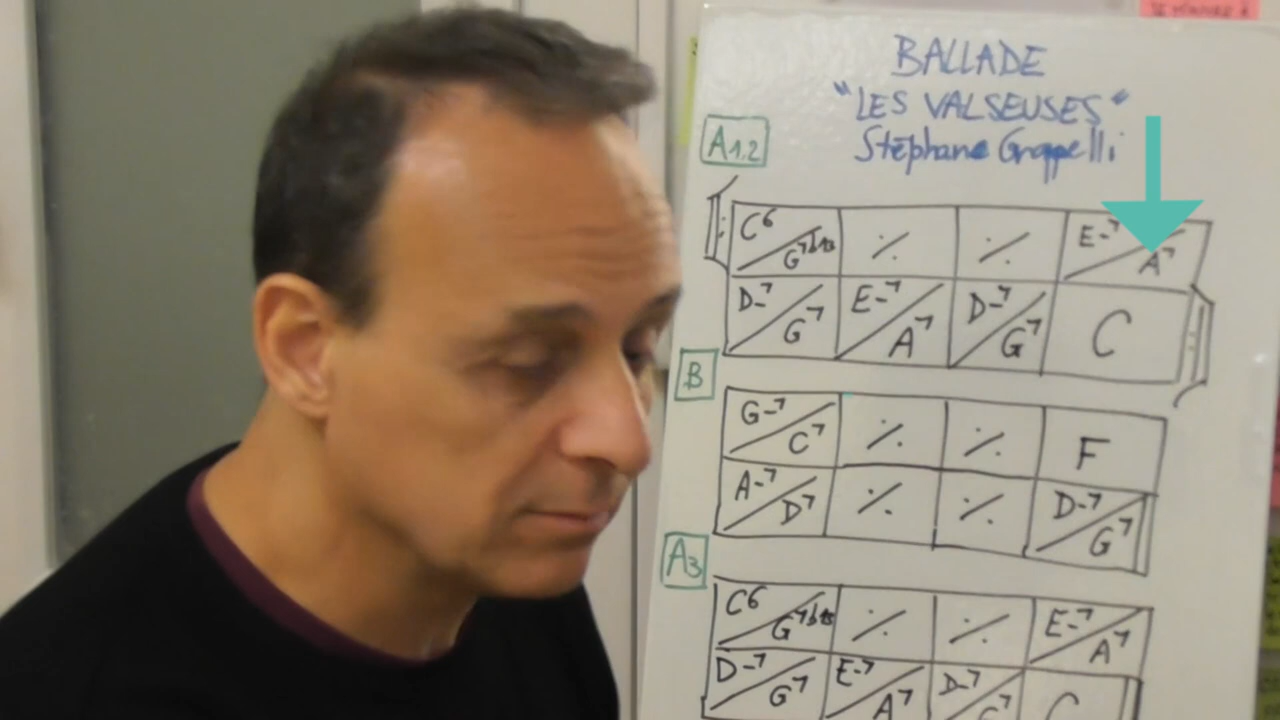 BALLADE
"LES VALSEUSES"
Stéphane Grappelli
A1.2
C6 G7b13 ٪ ٪ E-7 A7
D-7 G7 E-7 A7 D-7 G7 C
B
G-7 C7 ٪ ٪ F
A-7 D7 ٪ ٪ D-7 G7
A3
C6 G7b13 ٪ ٪ E-7 A7
D-7 G7 E-7 A7 D-7 G7 C